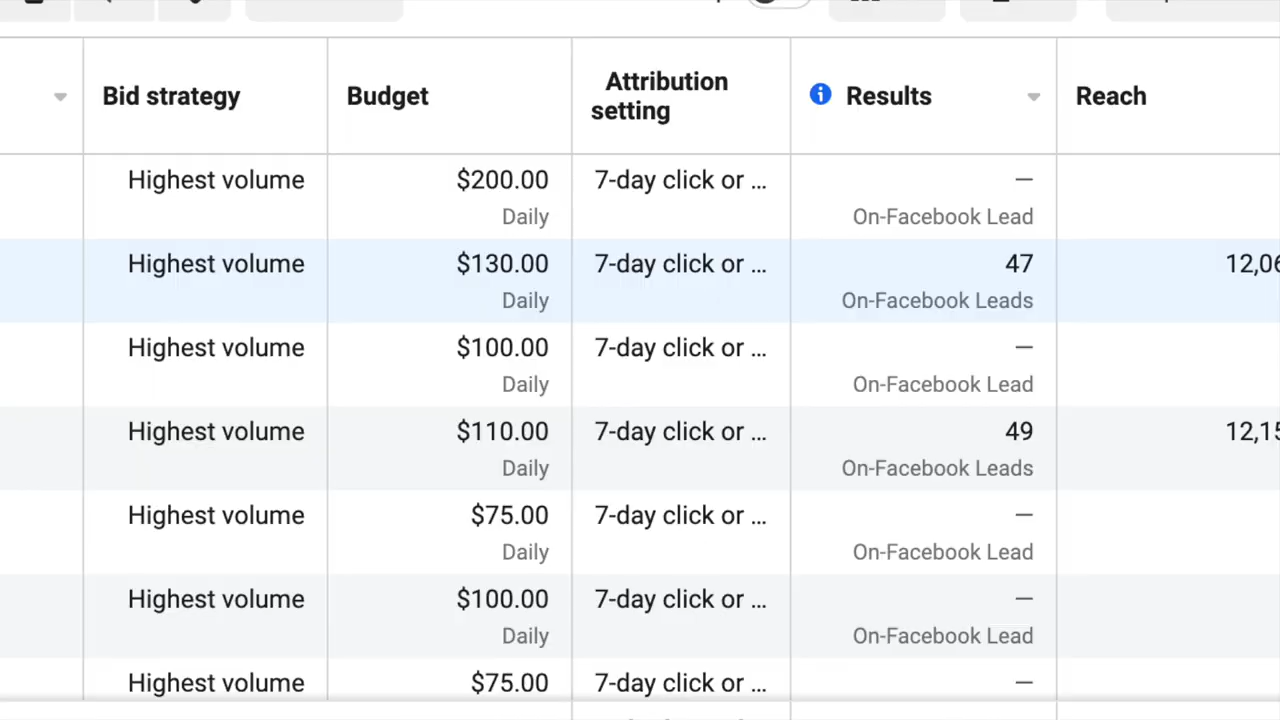 Bid strategy Budget Attribution setting Results Reach
Highest volume $200.00 7-day click or ... —
Daily On-Facebook Lead
Highest volume $130.00 7-day click or ... 47 12,06
Daily On-Facebook Leads
Highest volume $100.00 7-day click or ... —
Daily On-Facebook Lead
Highest volume $110.00 7-day click or ... 49 12,15
Daily On-Facebook Leads
Highest volume $75.00 7-day click or ... —
Daily On-Facebook Lead
Highest volume $100.00 7-day click or ... —
Daily On-Facebook Lead
Highest volume $75.00 7-day click or ... —